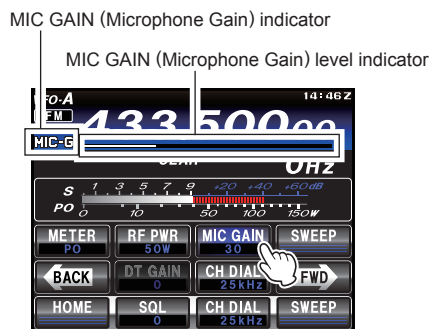 MIC GAIN (Microphone Gain) indicator
MIC GAIN (Microphone Gain) level indicator
FO-A 14:46Z
FM 433.500.00
MIC-G
0Hz
S 1 3 5 7 9 +20 +40 +60dB
PO 0 10 50 100 150W
METER PO RF PWR 50W MIC GAIN 30 SWEEP
BACK DT GAIN 0 CH DIAL 25kHz FWD
HOME SQL 0 CH DIAL 25kHz SWEEP